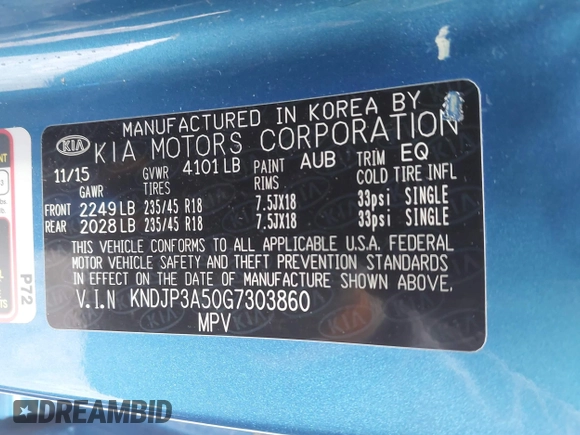 MANUFACTURED IN KOREA BY
KIA KIA MOTORS CORPORATION
11/15 GVWR 4101 LB PAINT AUB TRIM EQ
GAWR TIRES RIMS COLD TIRE INFL
FRONT 2249 LB 235/45 R18 7.5JX18 33psi SINGLE
REAR 2028 LB 235/45 R18 7.5JX18 33psi SINGLE
THIS VEHICLE CONFORMS TO ALL APPLICABLE U.S.A. FEDERAL
MOTOR VEHICLE SAFETY AND THEFT PREVENTION STANDARDS
IN EFFECT ON THE DATE OF MANUFACTURE SHOWN ABOVE.
V.I.N KNDJP3A50G7303860
MPV
P72
DREAMBID